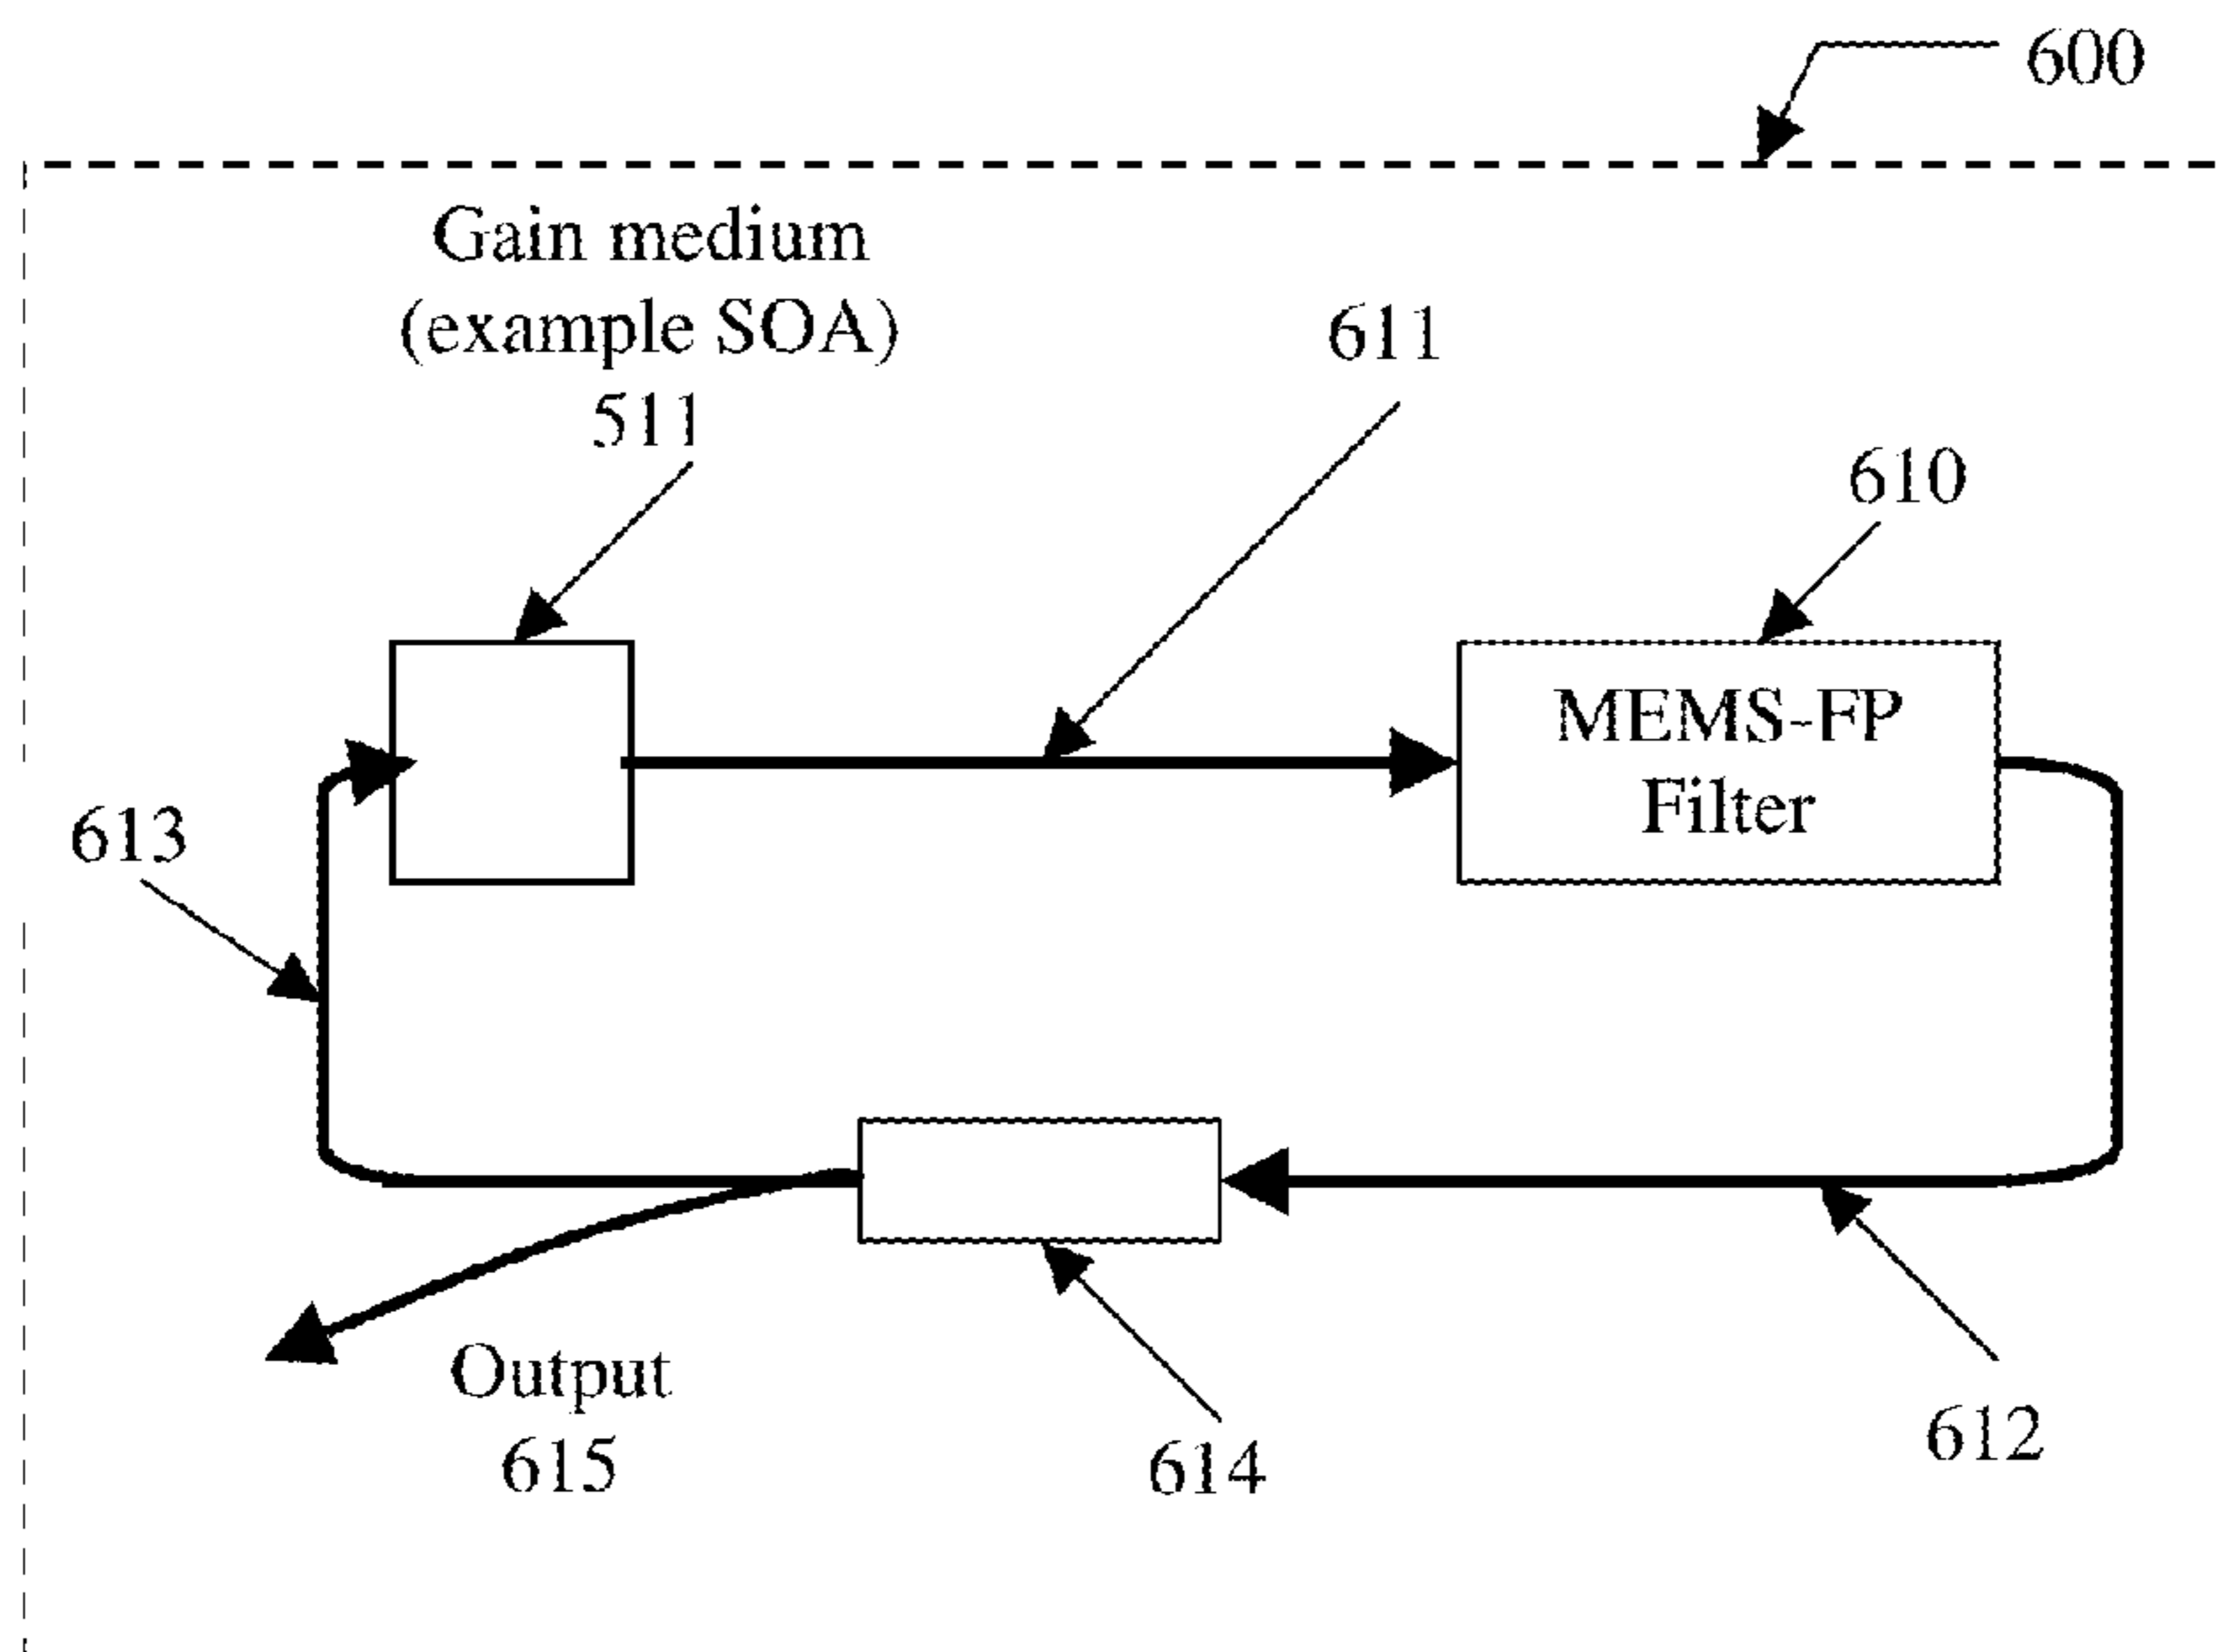 600
Gain medium
(example SOA)
511
611
610
MEMS-FP
Filter
613
Output
615
614
612